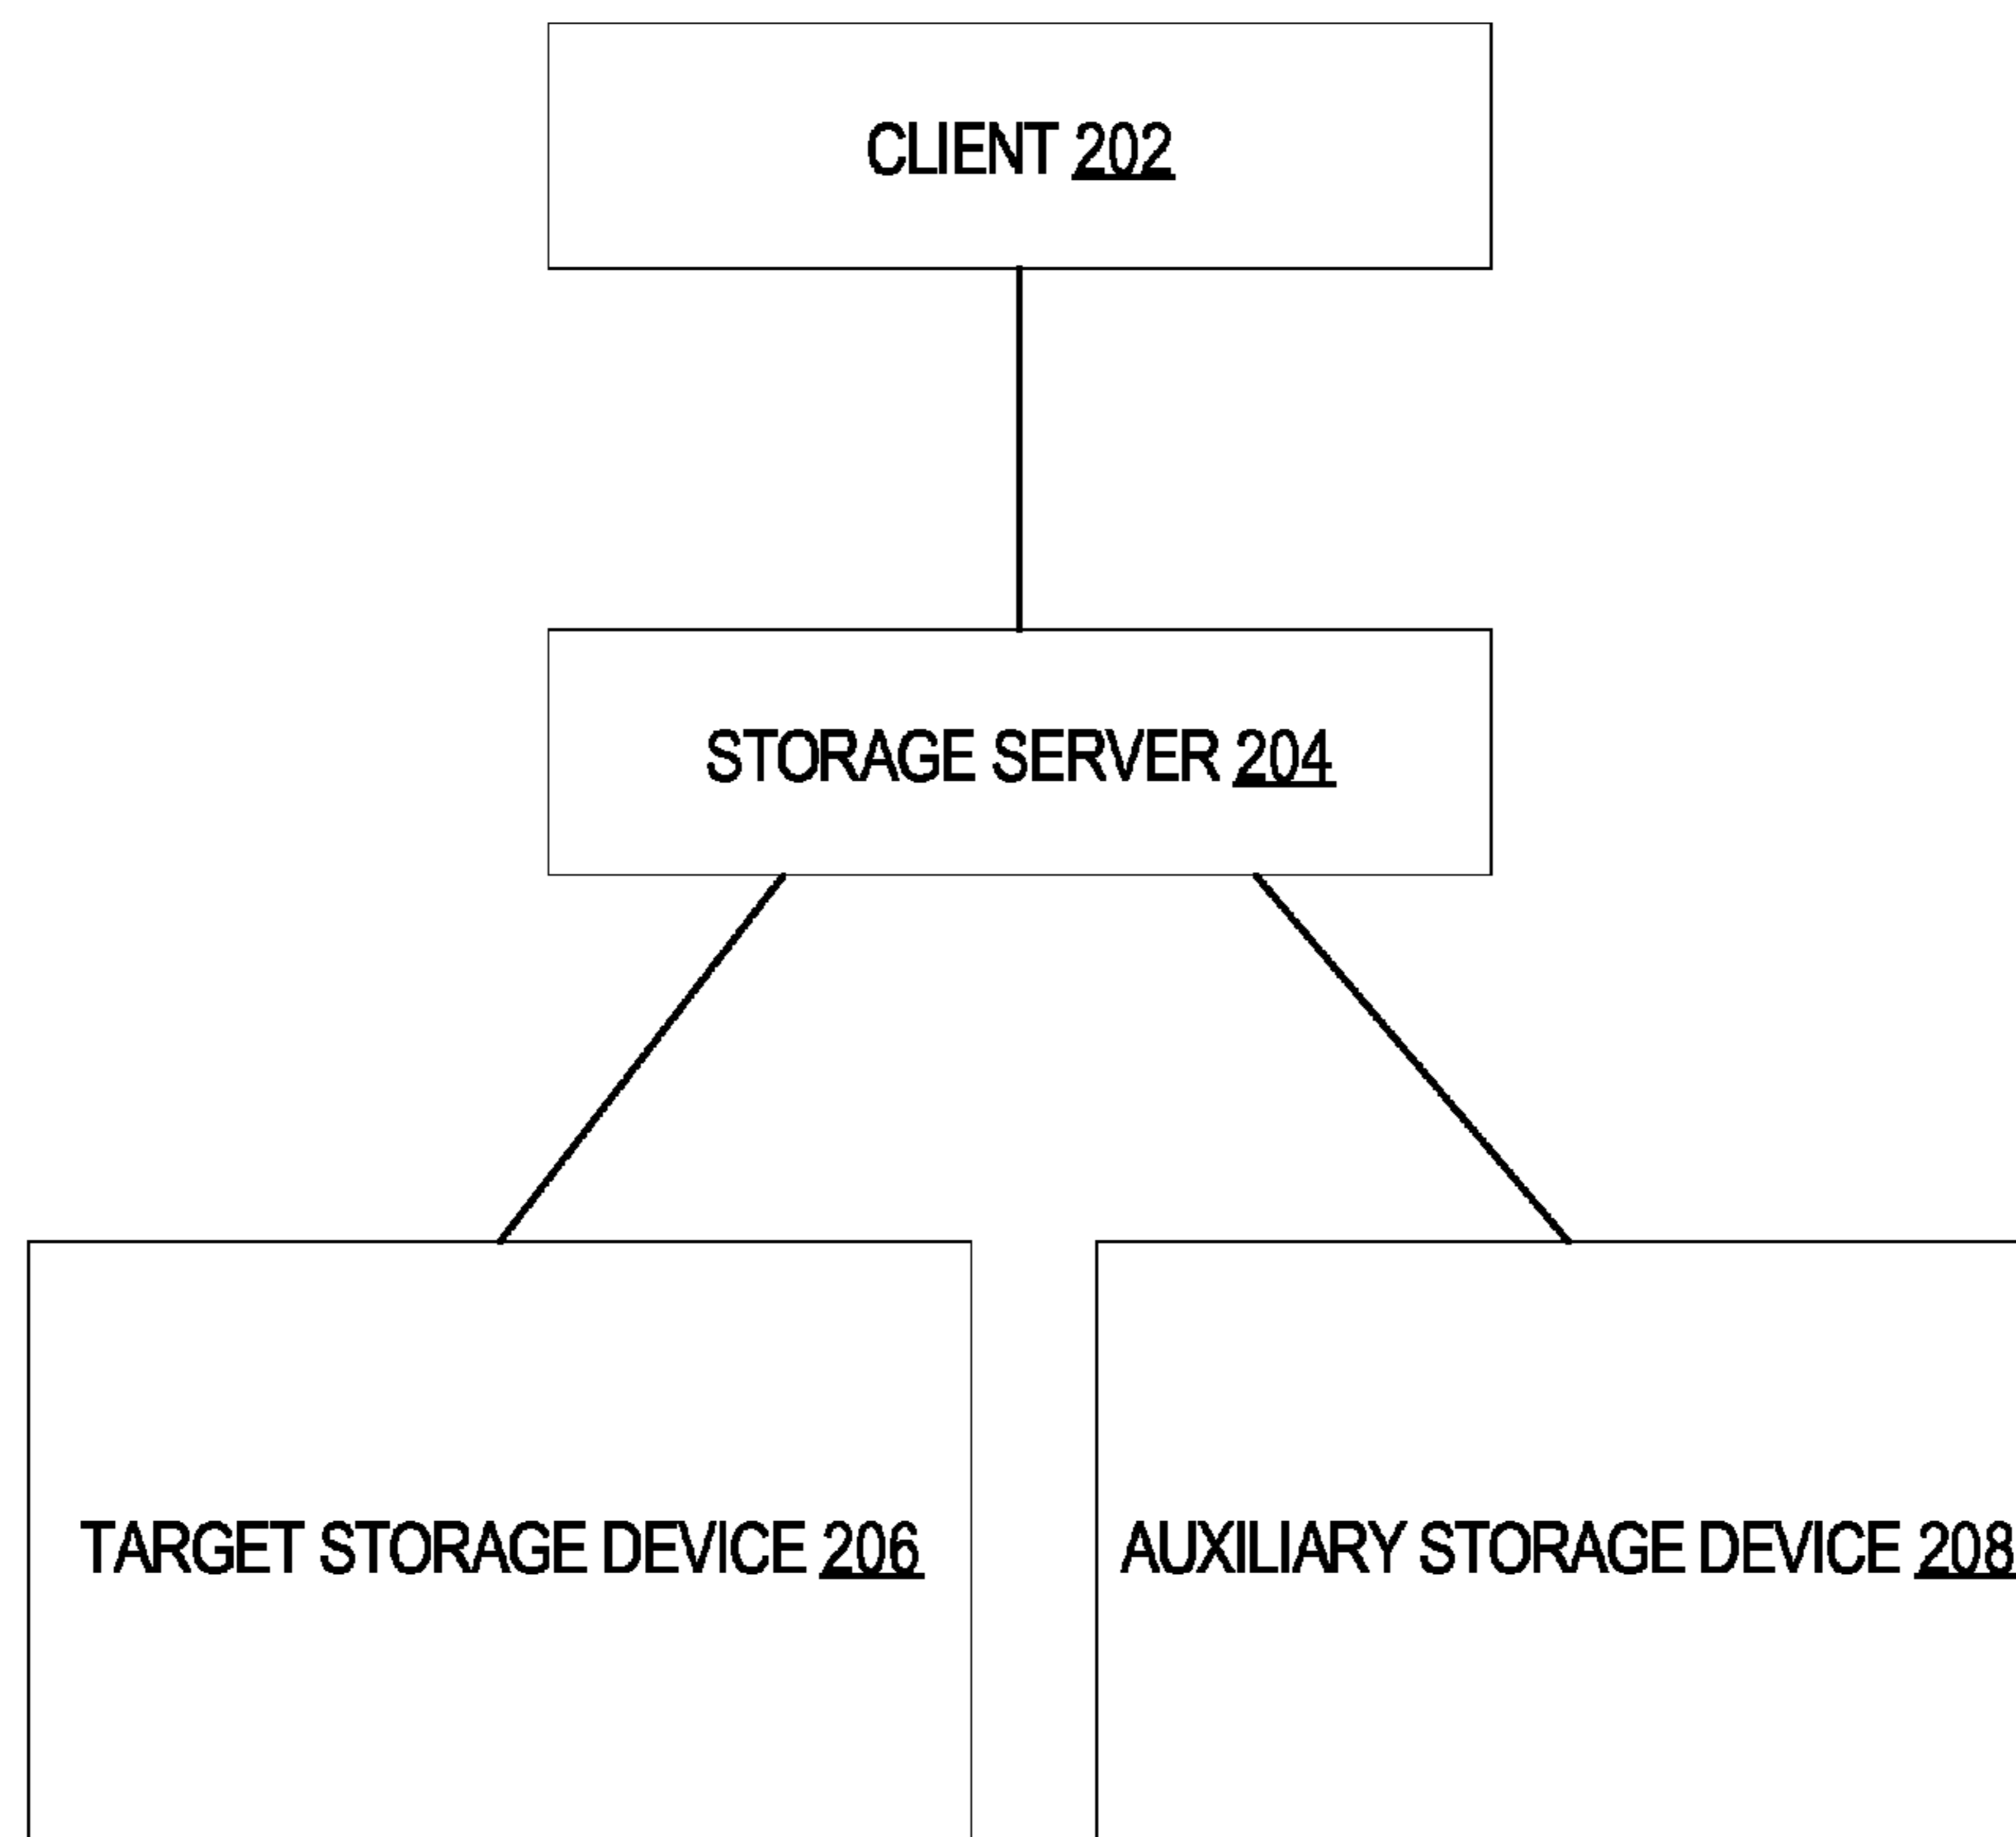 CLIENT 202
STORAGE SERVER 204
TARGET STORAGE DEVICE 206
AUXILIARY STORAGE DEVICE 208